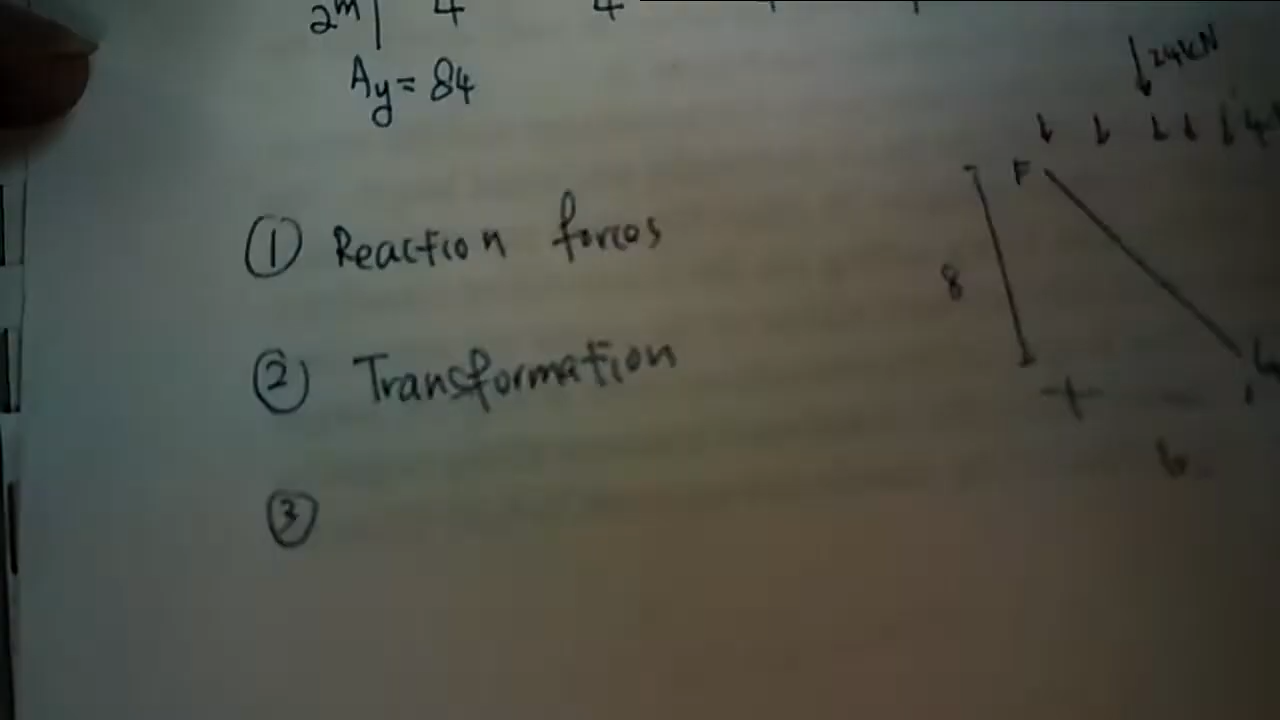 2m 4 4
Ay = 84
24kN
① Reaction forces
F
8
② Transformation
6
③